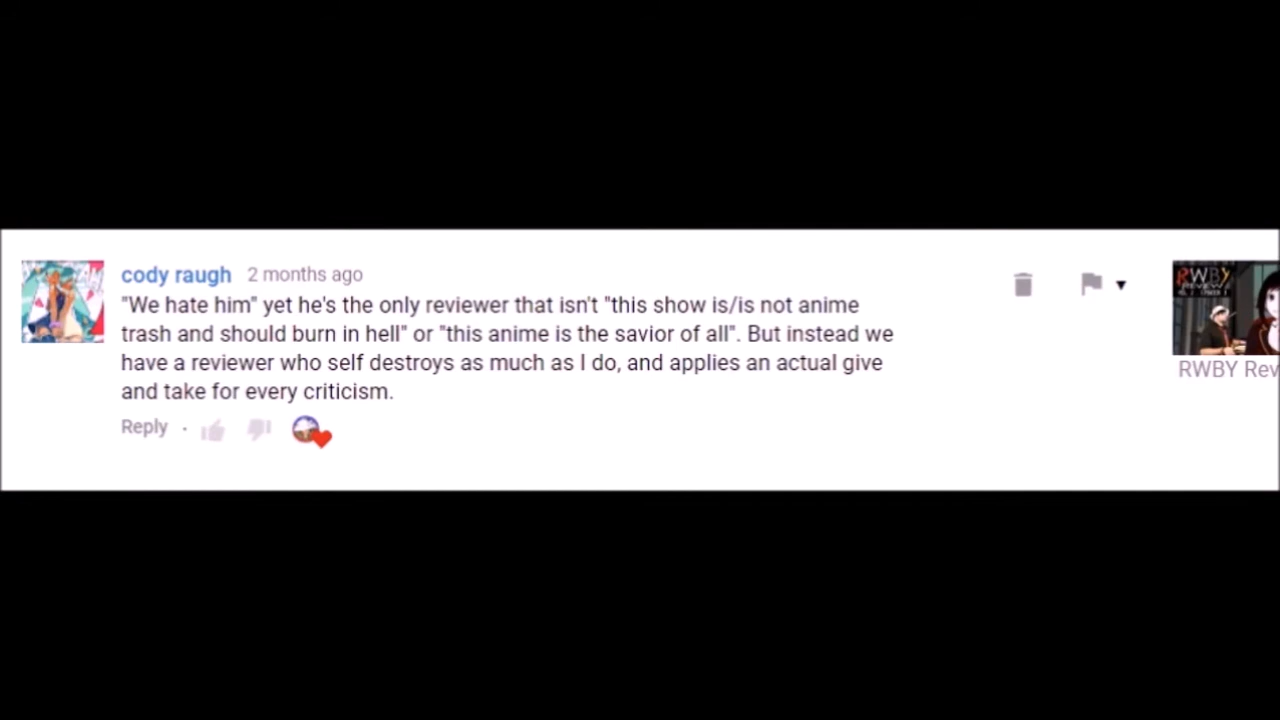 cody raugh 2 months ago
"We hate him" yet he's the only reviewer that isn't "this show is/is not anime
trash and should burn in hell" or "this anime is the savior of all". But instead we
have a reviewer who self destroys as much as I do, and applies an actual give
and take for every criticism.
Reply ·
RWBY
RWBY Rev